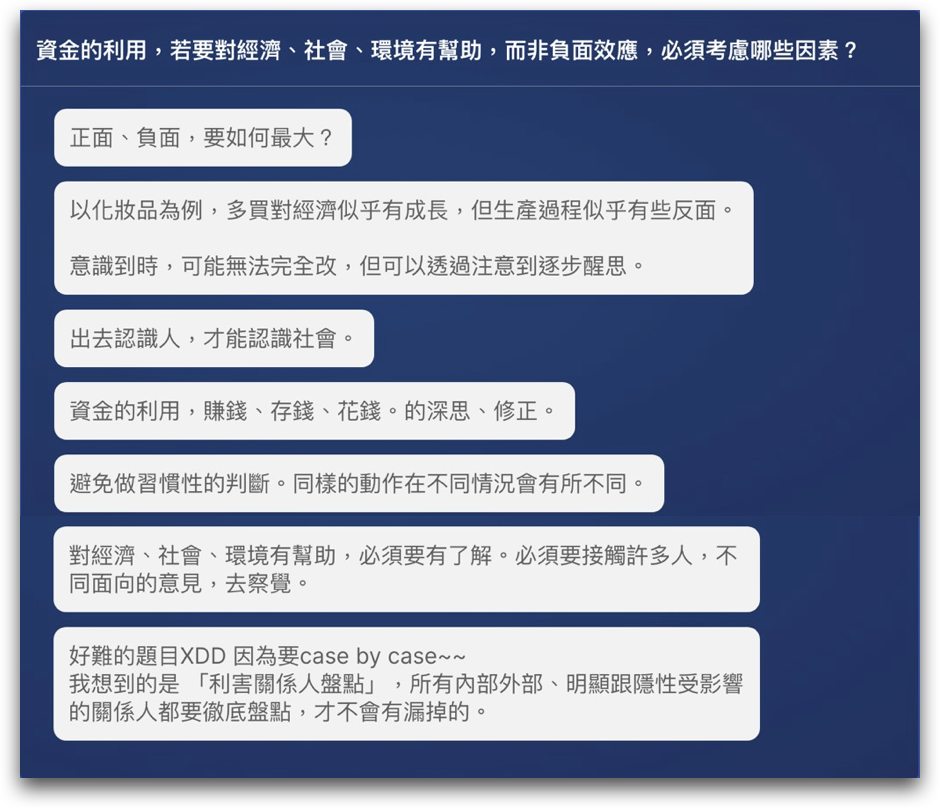 資金的利用，若要對經濟、社會、環境有幫助，而非負面效應，必須考慮哪些因素？
正面、負面，要如何最大？
以化妝品為例，多買對經濟似乎有成長，但生產過程似乎有些反面。
意識到時，可能無法完全改，但可以透過注意到逐步醒思。
出去認識人，才能認識社會。
資金的利用，賺錢、存錢、花錢。的深思、修正。
避免做習慣性的判斷。同樣的動作在不同情況會有所不同。
對經濟、社會、環境有幫助，必須要有了解。必須要接觸許多人，不
同面向的意見，去察覺。
好難的題目XDD 因為要case by case~~
我想到的是 「利害關係人盤點」，所有內部外部、明顯跟隱性受影響
的關係人都要徹底盤點，才不會有漏掉的。